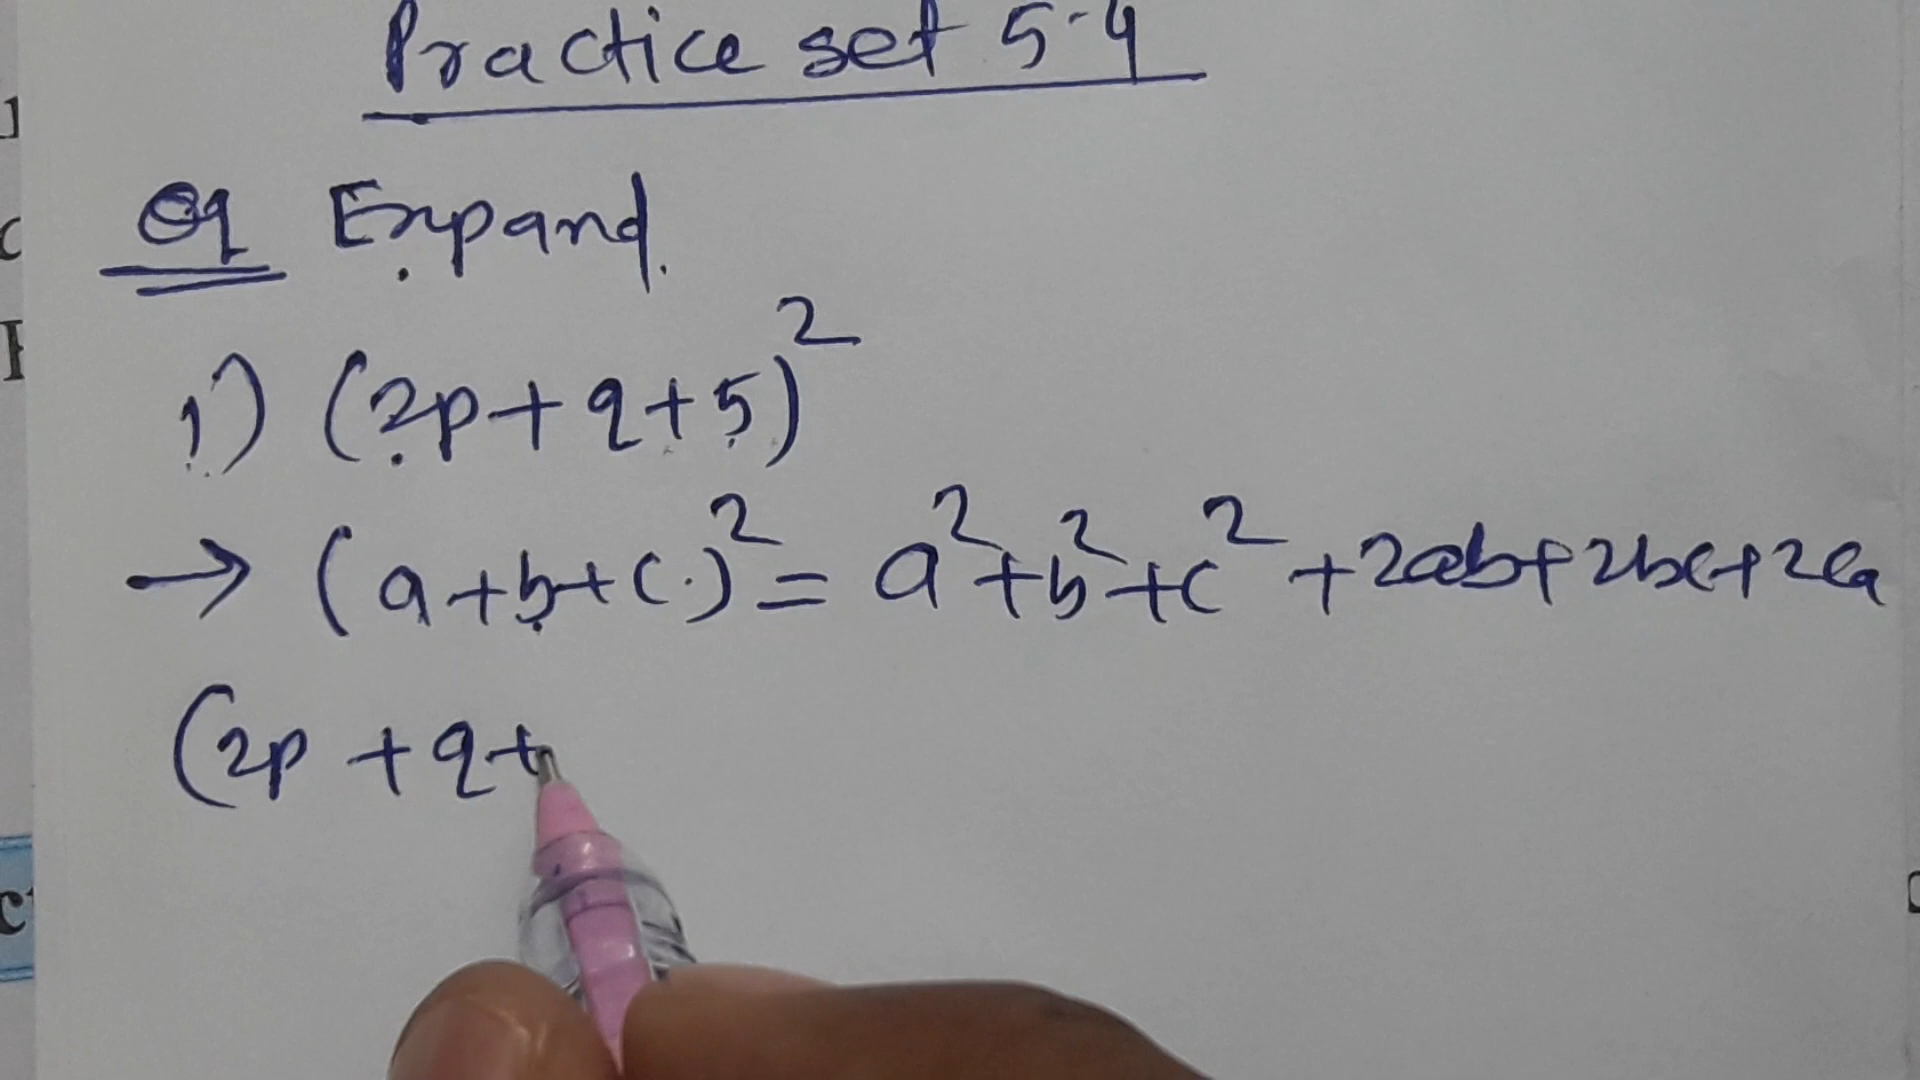 Practice set 5.4
Q1 Expand.
1) (2p+q+5)²
→ (a+b+c.)² = a²+b²+c²+2ab+2bc+2ca
(2p+q+